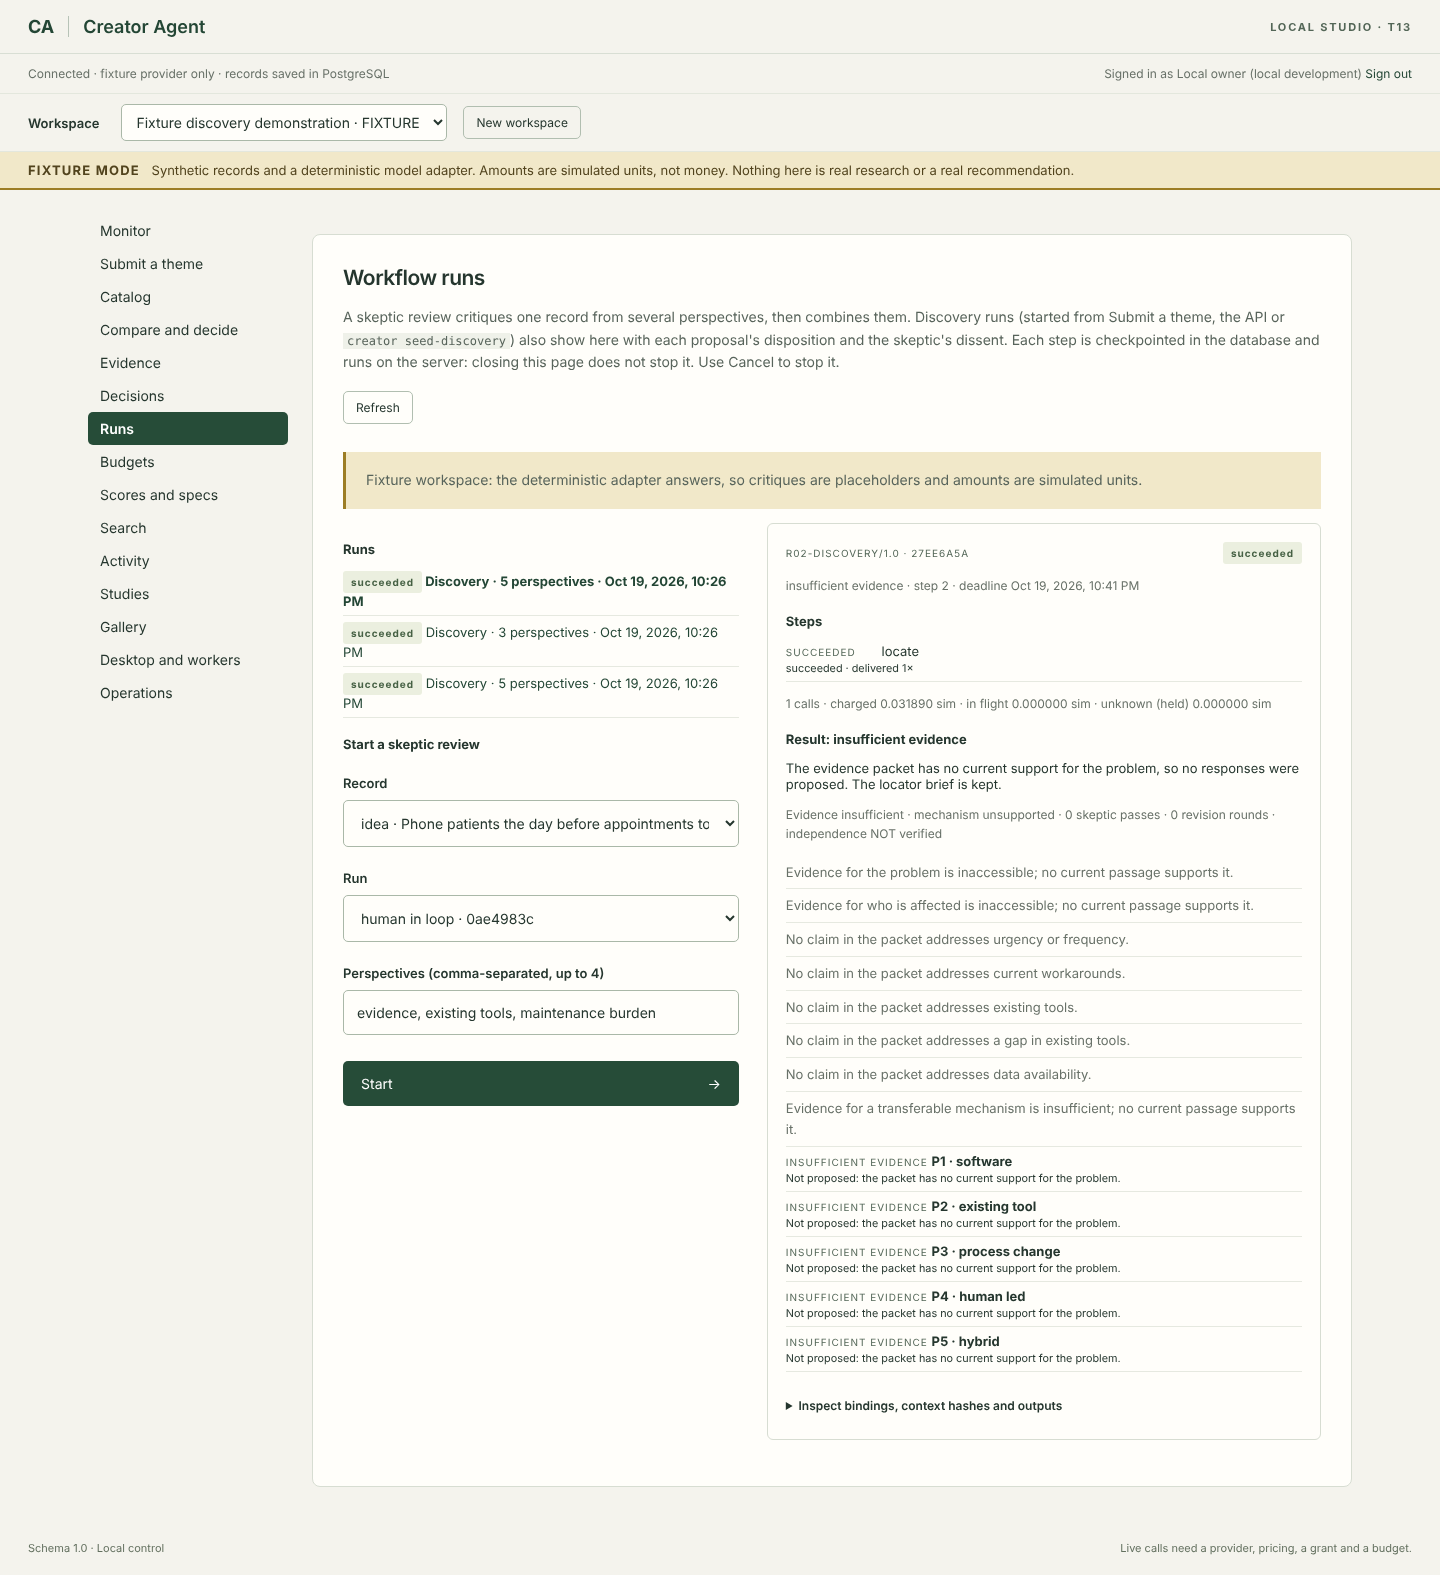 CA Creator Agent
LOCAL STUDIO · T13
Connected · fixture provider only · records saved in PostgreSQL
Signed in as Local owner (local development) Sign out
Workspace
Fixture discovery demonstration · FIXTURE
New workspace
FIXTURE MODE Synthetic records and a deterministic model adapter. Amounts are simulated units, not money. Nothing here is real research or a real recommendation.
Monitor
Submit a theme
Catalog
Compare and decide
Evidence
Decisions
Runs
Budgets
Scores and specs
Search
Activity
Studies
Gallery
Desktop and workers
Operations
Workflow runs
A skeptic review critiques one record from several perspectives, then combines them. Discovery runs (started from Submit a theme, the API or
creator seed-discovery) also show here with each proposal's disposition and the skeptic's dissent. Each step is checkpointed in the database and
runs on the server: closing this page does not stop it. Use Cancel to stop it.
Refresh
Fixture workspace: the deterministic adapter answers, so critiques are placeholders and amounts are simulated units.
Runs
succeeded Discovery · 5 perspectives · Oct 19, 2026, 10:26
PM
succeeded Discovery · 3 perspectives · Oct 19, 2026, 10:26
PM
succeeded Discovery · 5 perspectives · Oct 19, 2026, 10:26
PM
Start a skeptic review
Record
idea · Phone patients the day before appointments to
Run
human in loop · 0ae4983c
Perspectives (comma-separated, up to 4)
evidence, existing tools, maintenance burden
Start →
R02-DISCOVERY/1.0 · 27EE6A5A
succeeded
insufficient evidence · step 2 · deadline Oct 19, 2026, 10:41 PM
Steps
SUCCEEDED locate
succeeded · delivered 1×
1 calls · charged 0.031890 sim · in flight 0.000000 sim · unknown (held) 0.000000 sim
Result: insufficient evidence
The evidence packet has no current support for the problem, so no responses were
proposed. The locator brief is kept.
Evidence insufficient · mechanism unsupported · 0 skeptic passes · 0 revision rounds ·
independence NOT verified
Evidence for the problem is inaccessible; no current passage supports it.
Evidence for who is affected is inaccessible; no current passage supports it.
No claim in the packet addresses urgency or frequency.
No claim in the packet addresses current workarounds.
No claim in the packet addresses existing tools.
No claim in the packet addresses a gap in existing tools.
No claim in the packet addresses data availability.
Evidence for a transferable mechanism is insufficient; no current passage supports
it.
INSUFFICIENT EVIDENCE P1 · software
Not proposed: the packet has no current support for the problem.
INSUFFICIENT EVIDENCE P2 · existing tool
Not proposed: the packet has no current support for the problem.
INSUFFICIENT EVIDENCE P3 · process change
Not proposed: the packet has no current support for the problem.
INSUFFICIENT EVIDENCE P4 · human led
Not proposed: the packet has no current support for the problem.
INSUFFICIENT EVIDENCE P5 · hybrid
Not proposed: the packet has no current support for the problem.
▶ Inspect bindings, context hashes and outputs
Schema 1.0 · Local control
Live calls need a provider, pricing, a grant and a budget.